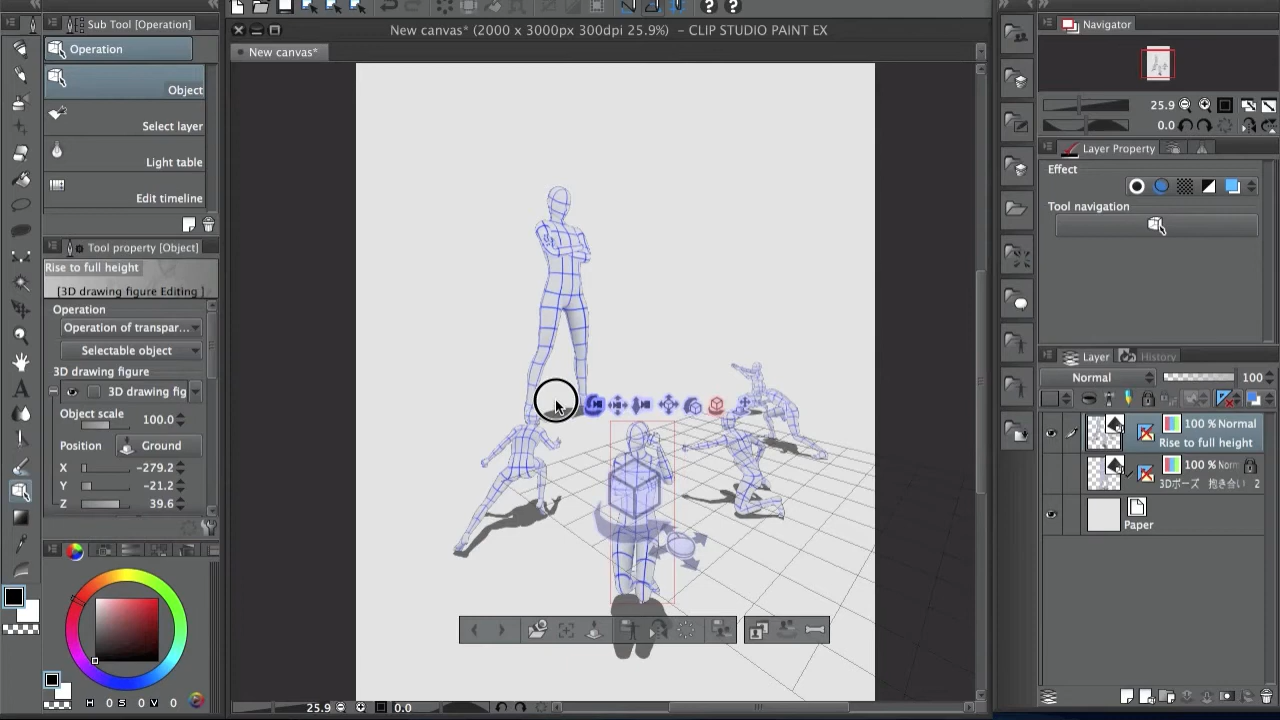 Sub Tool [Operation]
Operation
Object
Select layer
Light table
Edit timeline
Tool property [Object]
Rise to full height
[3D drawing figure Editing ]
Operation
Operation of transpar...
Selectable object
3D drawing figure
3D drawing fig
Object scale
100.0
Position
Ground
X
-279.2
Y
-21.2
Z
39.6
H 0 S 0 V 0
New canvas* (2000 x 3000px 300dpi 25.9%) – CLIP STUDIO PAINT EX
New canvas*
25.9
0.0
Navigator
25.9
0.0
Layer Property
Effect
Tool navigation
Layer
History
Normal
100
100 % Normal
Rise to full height
100 % Norm
3Dポーズ 抱き合い 2
Paper